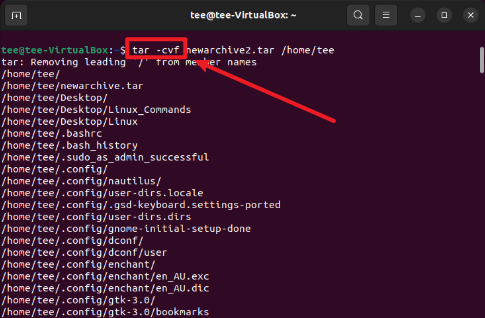 tee@tee-VirtualBox: ~
tee@tee-VirtualBox:~$ tar -cvf newarchive2.tar /home/tee
tar: Removing leading `/' from member names
/home/tee/
/home/tee/newarchive.tar
/home/tee/Desktop/
/home/tee/Desktop/Linux_Commands
/home/tee/Desktop/Linux
/home/tee/.bashrc
/home/tee/.bash_history
/home/tee/.sudo_as_admin_successful
/home/tee/.config/
/home/tee/.config/nautilus/
/home/tee/.config/user-dirs.locale
/home/tee/.config/.gsd-keyboard.settings-ported
/home/tee/.config/user-dirs.dirs
/home/tee/.config/gnome-initial-setup-done
/home/tee/.config/dconf/
/home/tee/.config/dconf/user
/home/tee/.config/enchant/
/home/tee/.config/enchant/en_AU.exc
/home/tee/.config/enchant/en_AU.dic
/home/tee/.config/gtk-3.0/
/home/tee/.config/gtk-3.0/bookmarks